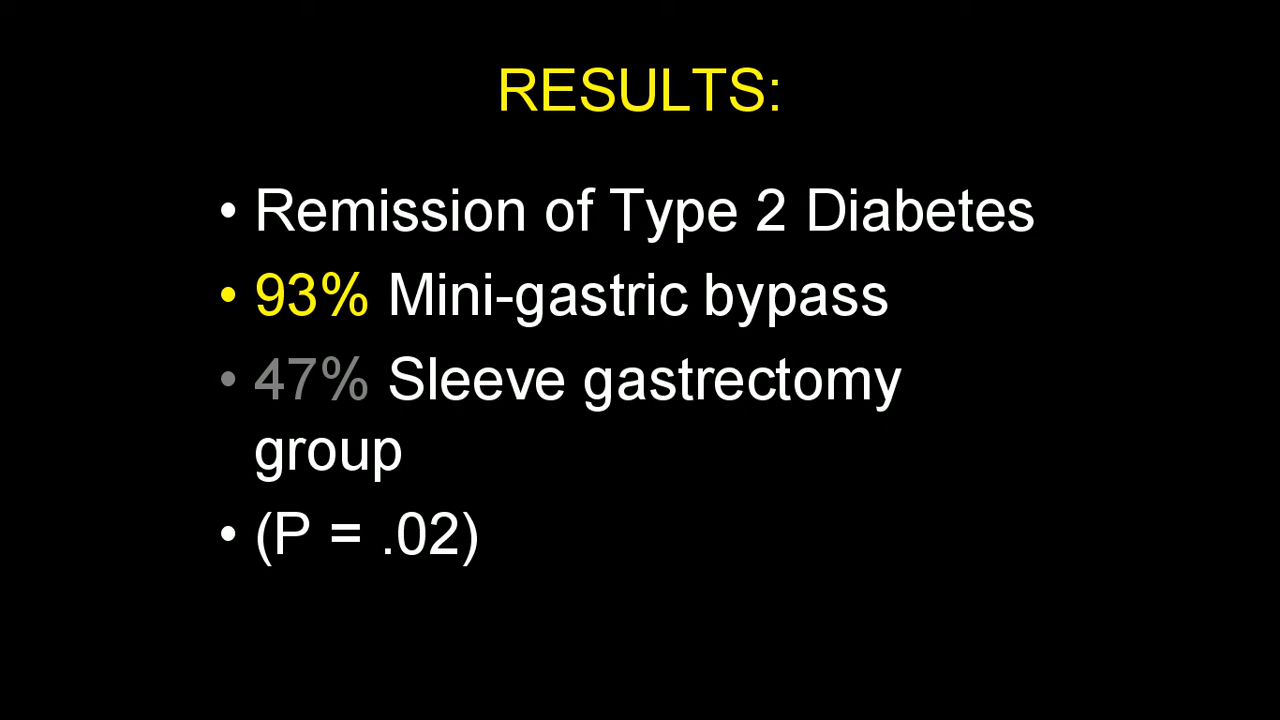 RESULTS:
• Remission of Type 2 Diabetes
• 93% Mini-gastric bypass
• 47% Sleeve gastrectomy
group
• (P = .02)